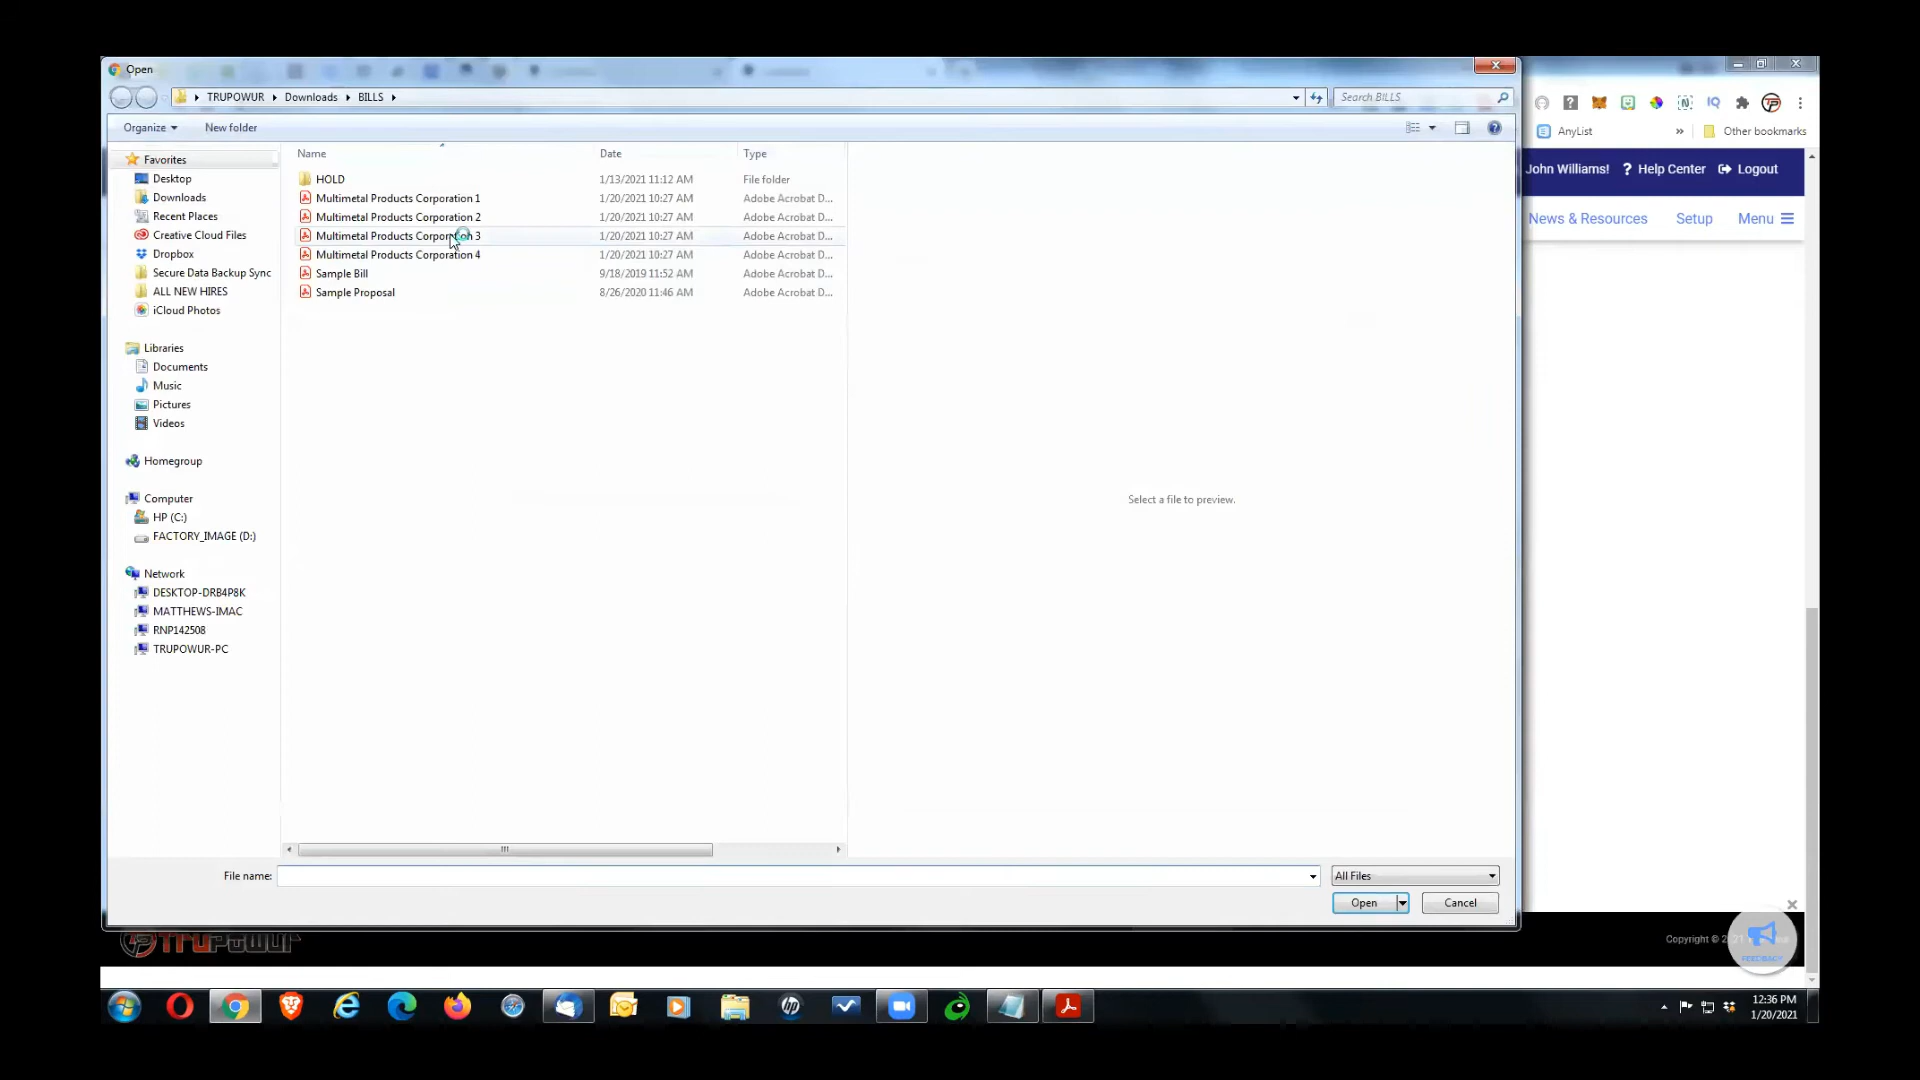 Open
TRUPOWUR Downloads BILLS
Search BILLS
Organize New folder
Name Date Type
HOLD 1/13/2021 11:12 AM File folder
Multimetal Products Corporation 1 1/20/2021 10:27 AM Adobe Acrobat D...
Multimetal Products Corporation 2 1/20/2021 10:27 AM Adobe Acrobat D...
Multimetal Products Corporation 3 1/20/2021 10:27 AM Adobe Acrobat D...
Multimetal Products Corporation 4 1/20/2021 10:27 AM Adobe Acrobat D...
Sample Bill 9/18/2019 11:52 AM Adobe Acrobat D...
Sample Proposal 8/26/2020 11:46 AM Adobe Acrobat D...
Favorites
Desktop
Downloads
Recent Places
Creative Cloud Files
Dropbox
Secure Data Backup Sync
ALL NEW HIRES
iCloud Photos
Libraries
Documents
Music
Pictures
Videos
Homegroup
Computer
HP (C:)
FACTORY_IMAGE (D:)
Network
DESKTOP-DRB4P8K
MATTHEWS-IMAC
RNP142508
TRUPOWUR-PC
Select a file to preview.
File name:
All Files
Open Cancel
IQ
AnyList » Other bookmarks
John Williams! ? Help Center Logout
News & Resources Setup Menu
TRUPOWUR
Copyright © 2
FEEDBACK
12:36 PM
1/20/2021